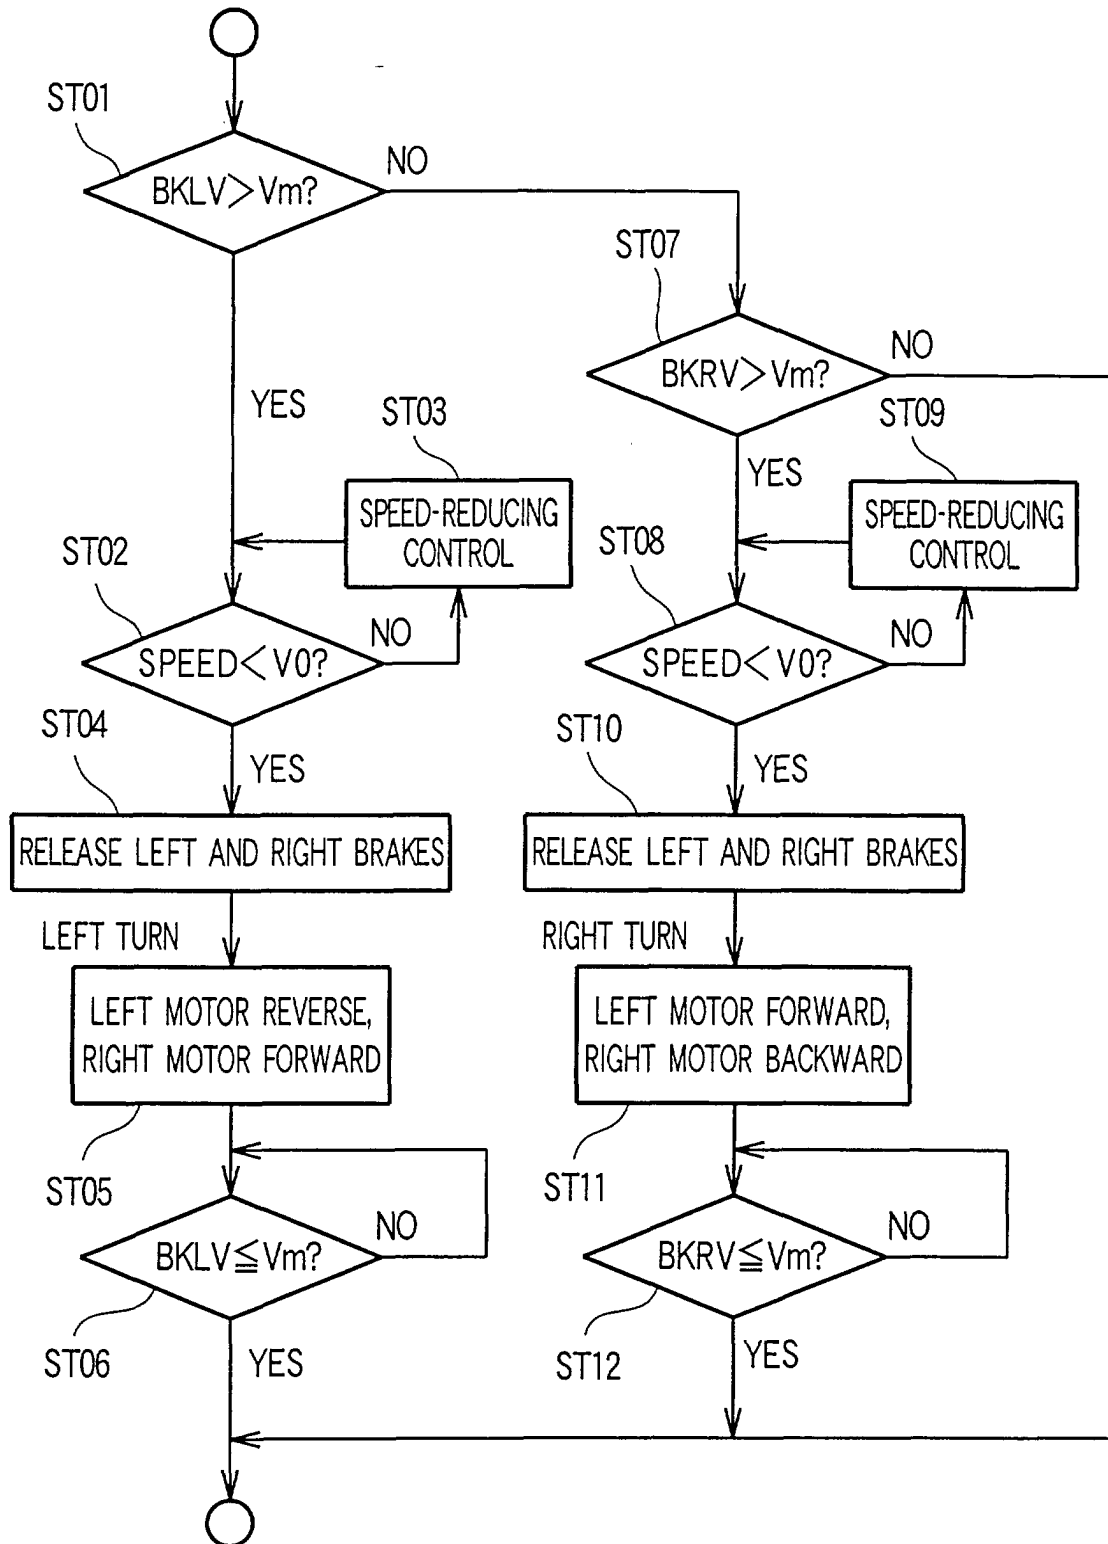 ST01
BKLV>Vm?
NO
YES
ST07
BKRV>Vm?
NO
YES
ST03
SPEED-REDUCING
CONTROL
ST09
SPEED-REDUCING
CONTROL
ST02
SPEED<V0?
NO
YES
ST08
SPEED<V0?
NO
YES
ST04
RELEASE LEFT AND RIGHT BRAKES
ST10
RELEASE LEFT AND RIGHT BRAKES
LEFT TURN
RIGHT TURN
LEFT MOTOR REVERSE,
RIGHT MOTOR FORWARD
LEFT MOTOR FORWARD,
RIGHT MOTOR BACKWARD
ST05
ST11
BKLV≦Vm?
NO
BKRV≦Vm?
NO
ST06
YES
ST12
YES